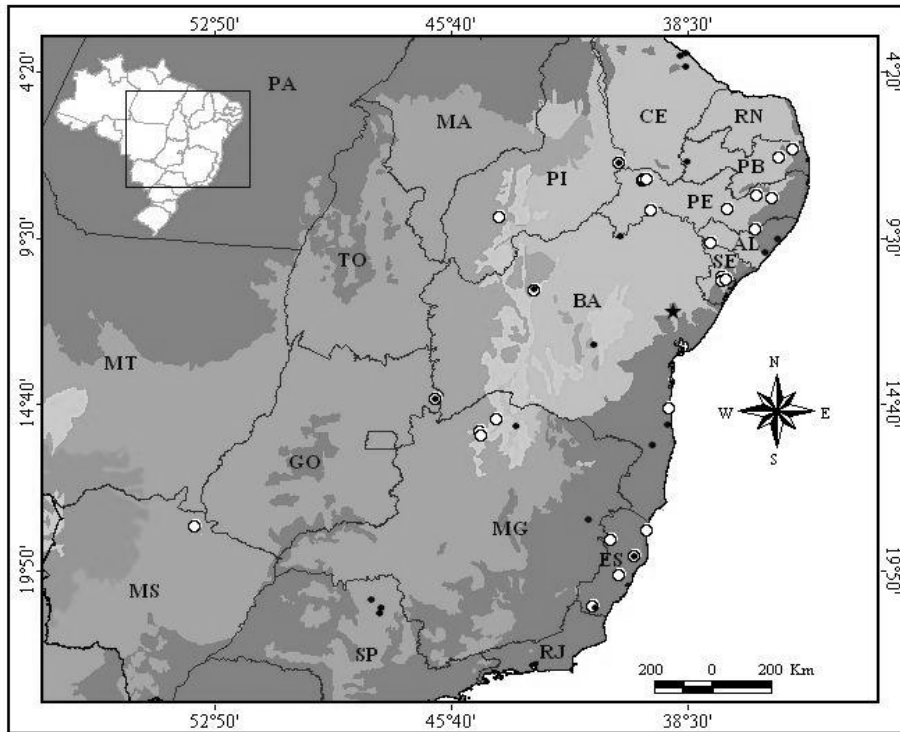 52°50' 45°40' 38°30'
4°20' 4°20'
PA
MA
CE
RN
PB
PI
PE
9°30' 9°30'
AL
TO
SE
BA
MT
N
14°40' 14°40'
W E
S
GO
MG
ES
19°50' 19°50'
MS
SP
RJ
200 0 200 Km
52°50' 45°40' 38°30'